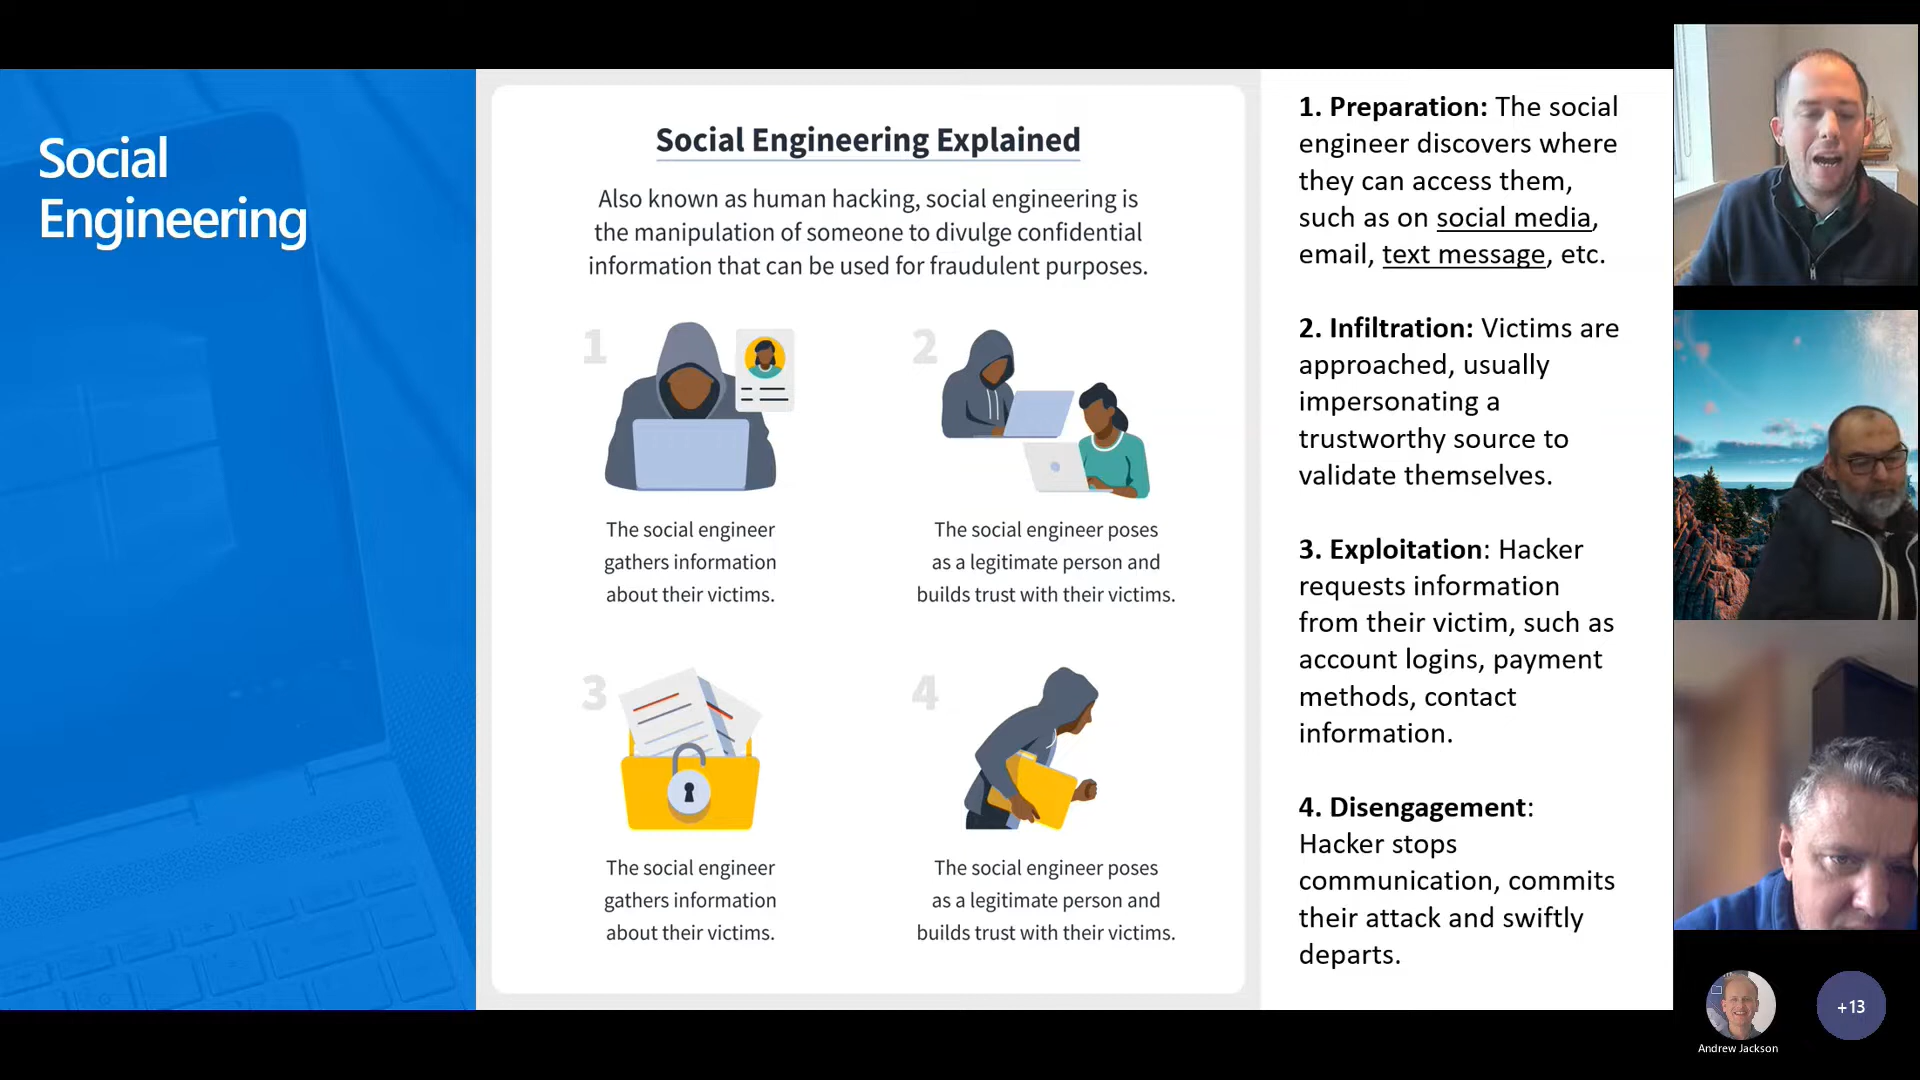 Social
Engineering
Social Engineering Explained
Also known as human hacking, social engineering is
the manipulation of someone to divulge confidential
information that can be used for fraudulent purposes.
1
2
The social engineer
gathers information
about their victims.
The social engineer poses
as a legitimate person and
builds trust with their victims.
3
4
The social engineer
gathers information
about their victims.
The social engineer poses
as a legitimate person and
builds trust with their victims.
1. Preparation: The social
engineer discovers where
they can access them,
such as on social media,
email, text message, etc.
2. Infiltration: Victims are
approached, usually
impersonating a
trustworthy source to
validate themselves.
3. Exploitation: Hacker
requests information
from their victim, such as
account logins, payment
methods, contact
information.
4. Disengagement:
Hacker stops
communication, commits
their attack and swiftly
departs.
Andrew Jackson
+13